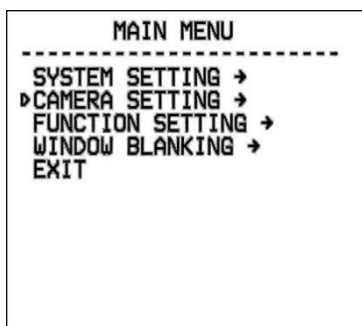 MAIN MENU
------------------------
SYSTEM SETTING →
▷CAMERA SETTING →
FUNCTION SETTING →
WINDOW BLANKING →
EXIT